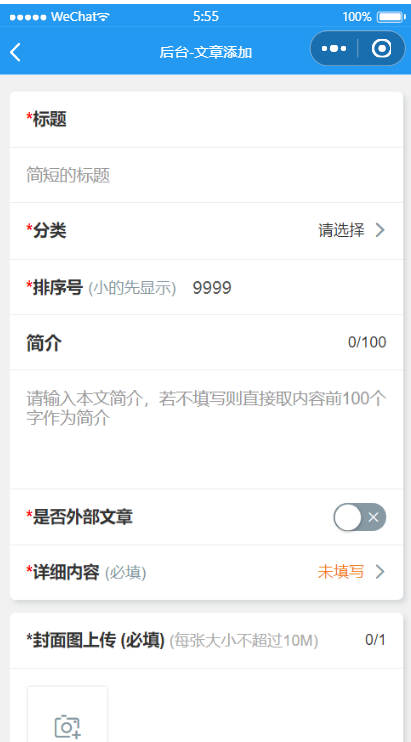 WeChat
5:55
100%
后台-文章添加
*标题
简短的标题
*分类
请选择
*排序号 (小的先显示)
9999
简介
0/100
请输入本文简介，若不填写则直接取内容前100个
字作为简介
*是否外部文章
*详细内容 (必填)
未填写
*封面图上传 (必填) (每张大小不超过10M)
0/1